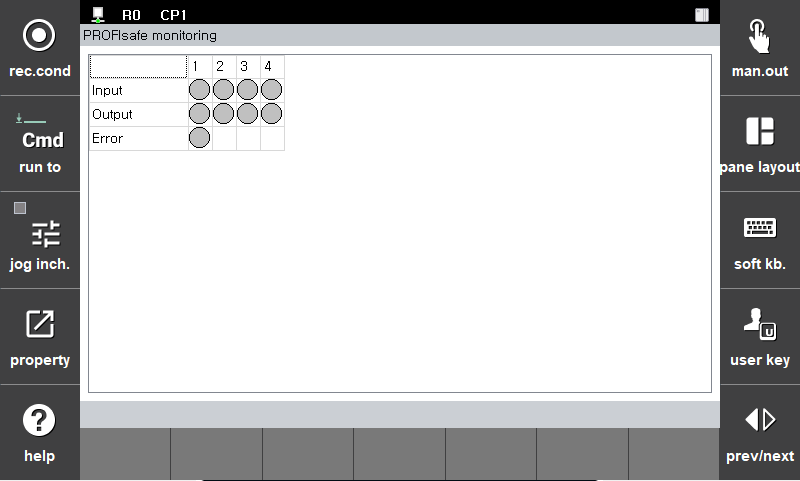 R0 CP1
PROFIsafe monitoring
rec.cond
Cmd
run to
jog inch.
property
help
1 2 3 4
Input
Output
Error
man.out
pane layout
soft kb.
U
user key
prev/next